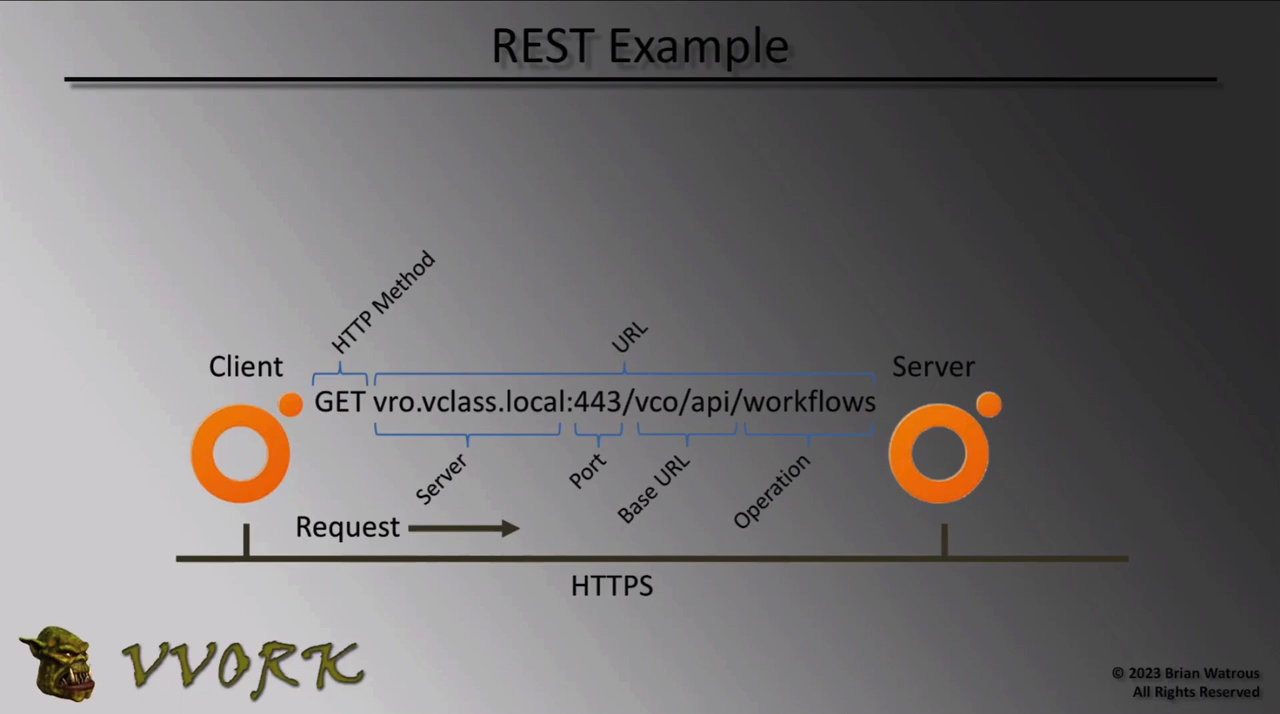 REST Example
HTTP Method
URL
Client
Server
GET vro.vclass.local:443/vco/api/workflows
Server
Port
Base URL
Operation
Request
HTTPS
VVORK
© 2023 Brian Watrous
All Rights Reserved